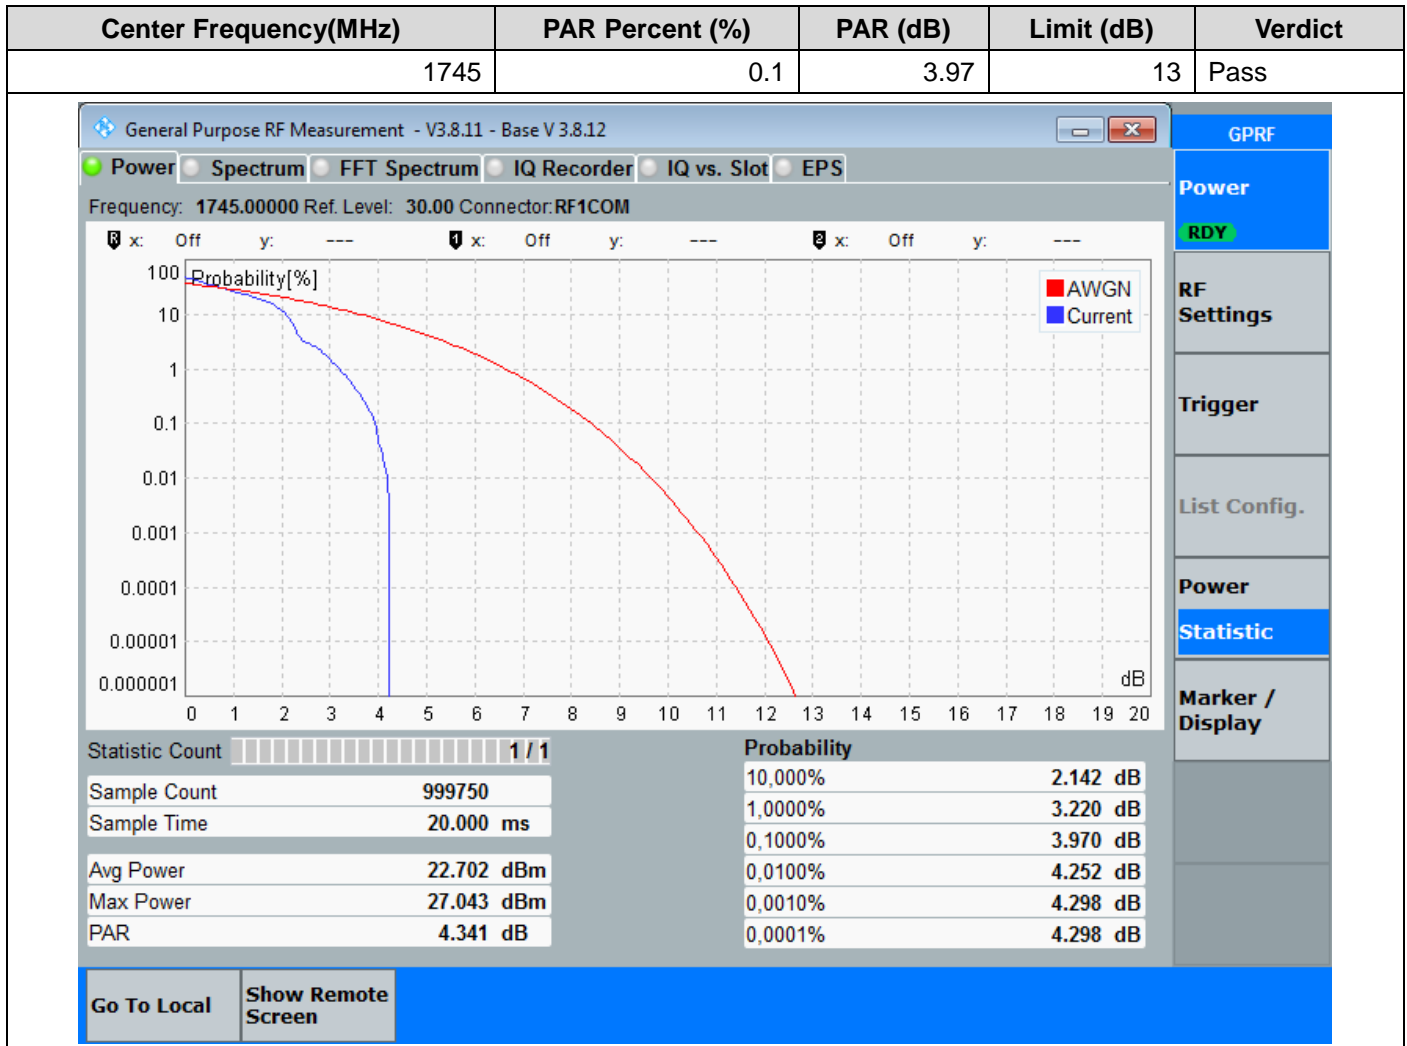 Center Frequency(MHz) PAR Percent (%) PAR (dB) Limit (dB) Verdict
1745 0.1 3.97 13 Pass
General Purpose RF Measurement - V3.8.11 - Base V 3.8.12
GPRF
Power Spectrum FFT Spectrum IQ Recorder IQ vs. Slot EPS
Frequency: 1745.00000 Ref. Level: 30.00 Connector: RF1COM
R x: Off y: --- 1 x: Off y: --- 2 x: Off y: ---
Probability[%]
100
10
1
0.1
0.01
0.001
0.0001
0.00001
0.000001
AWGN
Current
dB
0 1 2 3 4 5 6 7 8 9 10 11 12 13 14 15 16 17 18 19 20
Statistic Count 1 / 1
Sample Count 999750
Sample Time 20.000 ms
Avg Power 22.702 dBm
Max Power 27.043 dBm
PAR 4.341 dB
Probability
10,000% 2.142 dB
1,0000% 3.220 dB
0,1000% 3.970 dB
0,0100% 4.252 dB
0,0010% 4.298 dB
0,0001% 4.298 dB
Power
RDY
RF
Settings
Trigger
List Config.
Power
Statistic
Marker /
Display
Go To Local
Show Remote
Screen